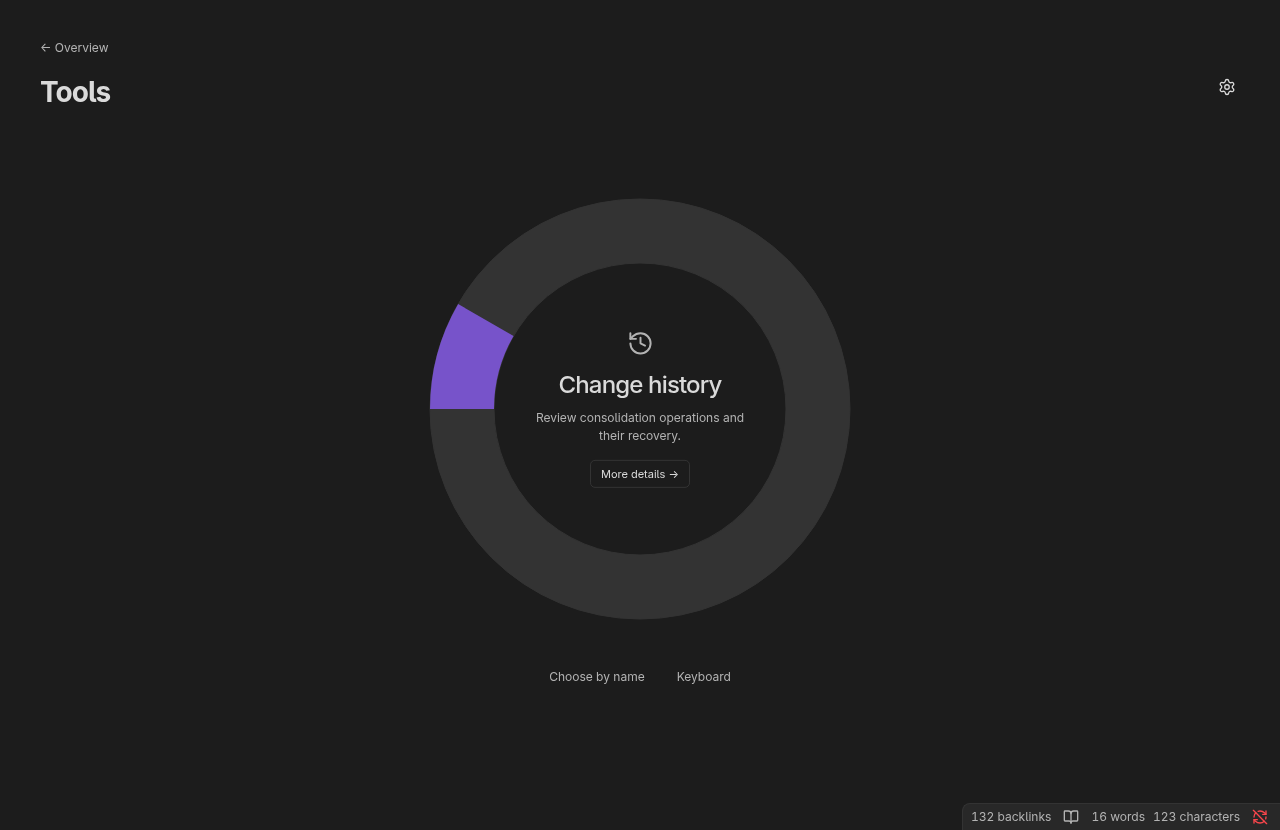 ← Overview
Tools
Change history
Review consolidation operations and
their recovery.
More details →
Choose by name Keyboard
132 backlinks 16 words 123 characters